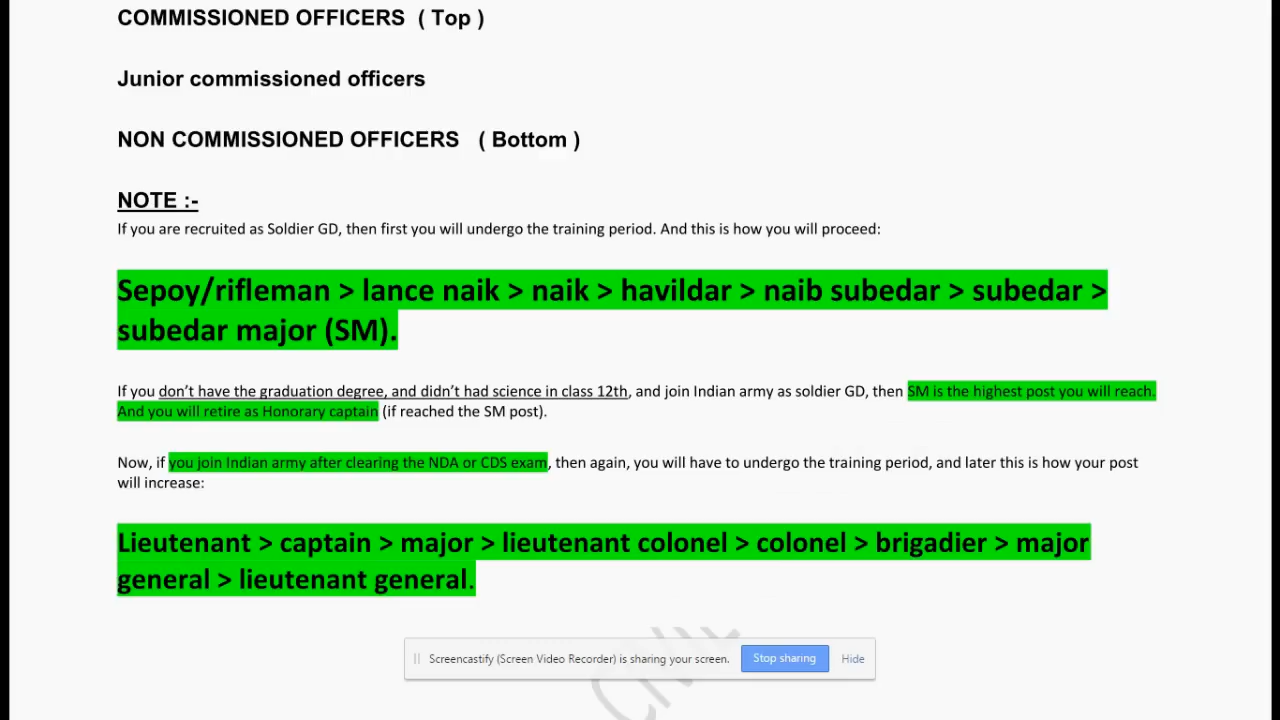 COMMISSIONED OFFICERS ( Top )
Junior commissioned officers
NON COMMISSIONED OFFICERS ( Bottom )
NOTE :-
If you are recruited as Soldier GD, then first you will undergo the training period. And this is how you will proceed:
Sepoy/rifleman > lance naik > naik > havildar > naib subedar > subedar >
subedar major (SM).
If you don’t have the graduation degree, and didn’t had science in class 12th, and join Indian army as soldier GD, then SM is the highest post you will reach.
And you will retire as Honorary captain (if reached the SM post).
Now, if you join Indian army after clearing the NDA or CDS exam, then again, you will have to undergo the training period, and later this is how your post
will increase:
Lieutenant > captain > major > lieutenant colonel > colonel > brigadier > major
general > lieutenant general.
Screencastify (Screen Video Recorder) is sharing your screen. Stop sharing Hide